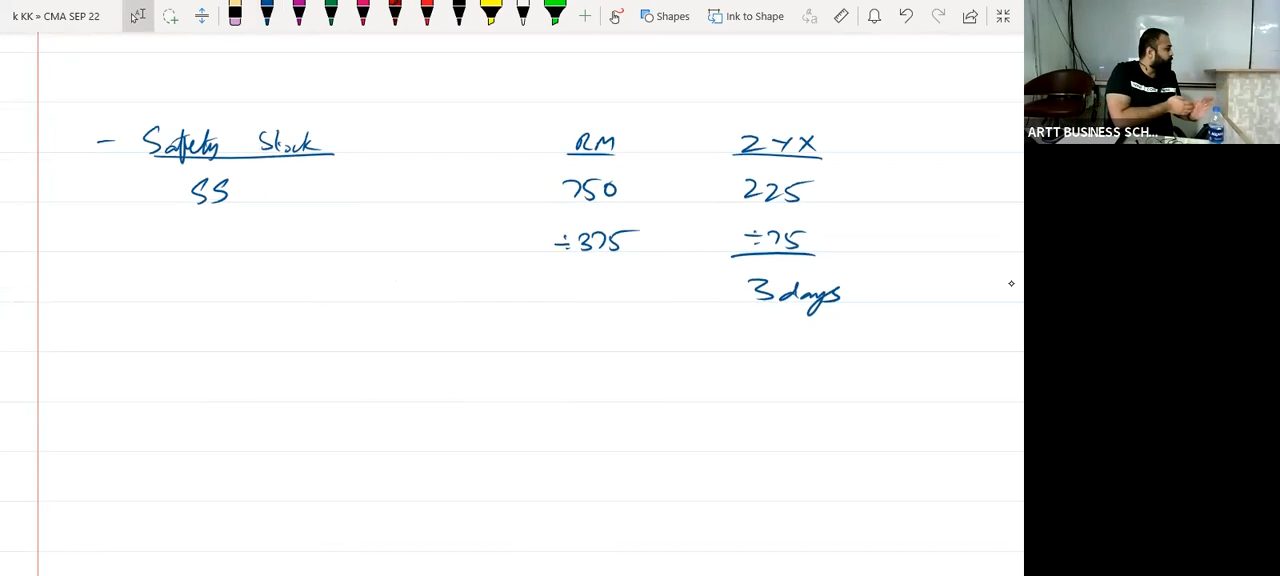 k KK » CMA SEP 22
Shapes
Ink to Shape
ARTT BUSINESS SCH...
- Saftety Stock RM ZYX
SS 750 225
÷375 ÷75
3 days